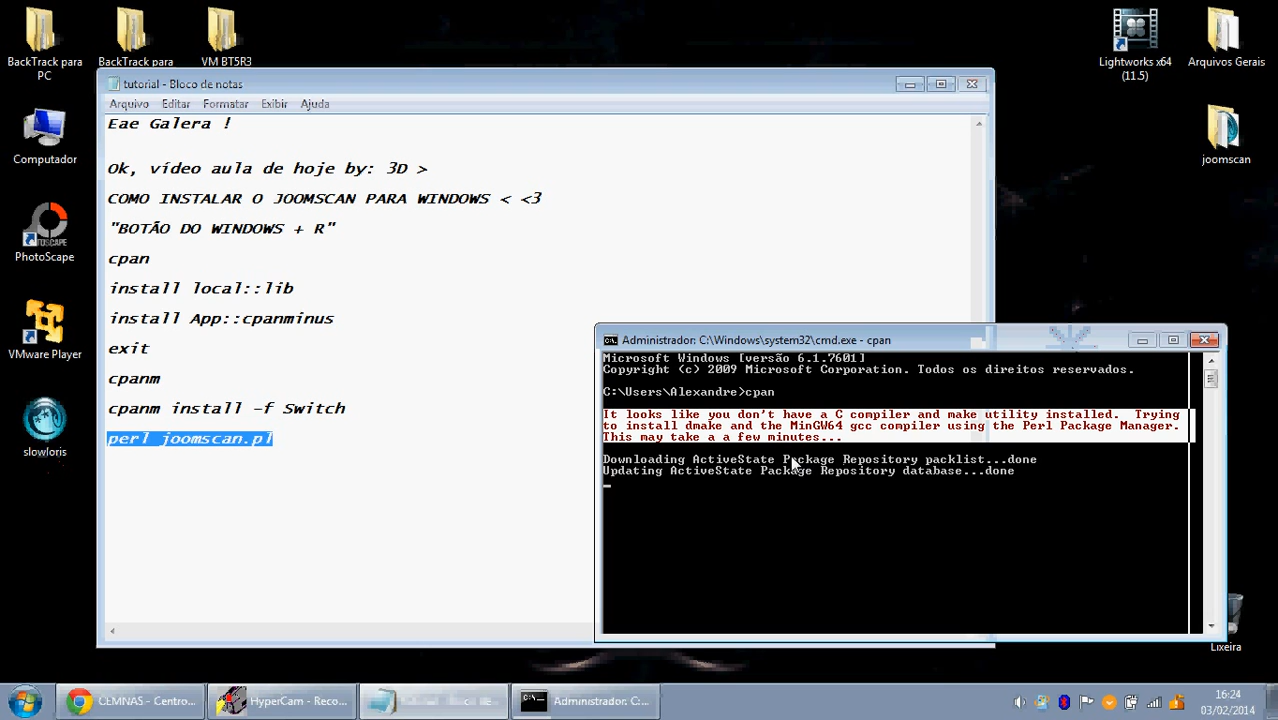 BackTrack para PC
BackTrack para
VM BT5R3
Lightworks x64 (11.5)
Arquivos Gerais
Computador
joomscan
PhotoScape
VMware Player
slowloris
Lixeira
tutorial - Bloco de notas
Arquivo Editar Formatar Exibir Ajuda
Eae Galera !
Ok, vídeo aula de hoje by: 3D >
COMO INSTALAR O JOOMSCAN PARA WINDOWS < <3
"BOTÃO DO WINDOWS + R"
cpan
install local::lib
install App::cpanminus
exit
cpanm
cpanm install -f Switch
perl joomscan.pl
Administrador: C:\Windows\system32\cmd.exe - cpan
Microsoft Windows [versão 6.1.7601]
Copyright (c) 2009 Microsoft Corporation. Todos os direitos reservados.
C:\Users\Alexandre>cpan
It looks like you don't have a C compiler and make utility installed. Trying
to install dmake and the MinGW64 gcc compiler using the Perl Package Manager.
This may take a a few minutes...
Downloading ActiveState Package Repository packlist...done
Updating ActiveState Package Repository database...done
CEMNAS - Centro...
HyperCam - Reco...
Administrador: C:...
16:24
03/02/2014